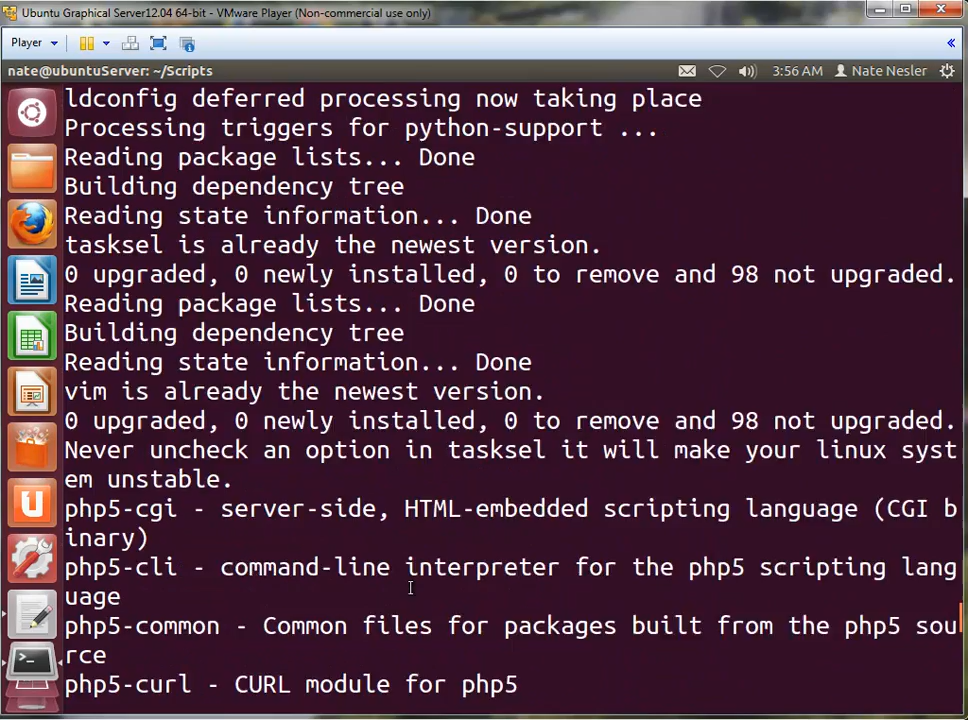 Ubuntu Graphical Server12.04 64-bit - VMware Player (Non-commercial use only)
Player
nate@ubuntuServer: ~/Scripts
3:56 AM
Nate Nesler
ldconfig deferred processing now taking place
Processing triggers for python-support ...
Reading package lists... Done
Building dependency tree
Reading state information... Done
tasksel is already the newest version.
0 upgraded, 0 newly installed, 0 to remove and 98 not upgraded.
Reading package lists... Done
Building dependency tree
Reading state information... Done
vim is already the newest version.
0 upgraded, 0 newly installed, 0 to remove and 98 not upgraded.
Never uncheck an option in tasksel it will make your linux syst
em unstable.
php5-cgi - server-side, HTML-embedded scripting language (CGI b
inary)
php5-cli - command-line interpreter for the php5 scripting lang
uage
php5-common - Common files for packages built from the php5 sou
rce
php5-curl - CURL module for php5